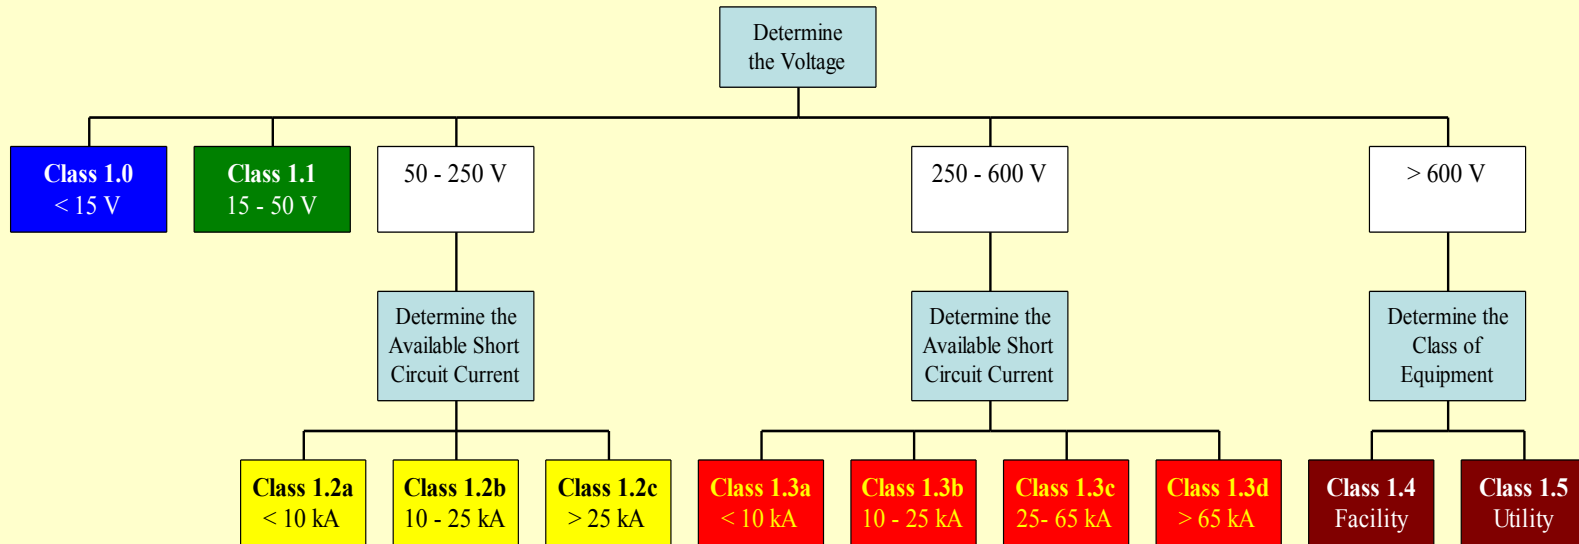 Determine
the Voltage
Class 1.0
< 15 V
Class 1.1
15 - 50 V
50 - 250 V
250 - 600 V
> 600 V
Determine the
Available Short
Circuit Current
Determine the
Available Short
Circuit Current
Determine the
Class of
Equipment
Class 1.2a
< 10 kA
Class 1.2b
10 - 25 kA
Class 1.2c
> 25 kA
Class 1.3a
< 10 kA
Class 1.3b
10 - 25 kA
Class 1.3c
25- 65 kA
Class 1.3d
> 65 kA
Class 1.4
Facility
Class 1.5
Utility